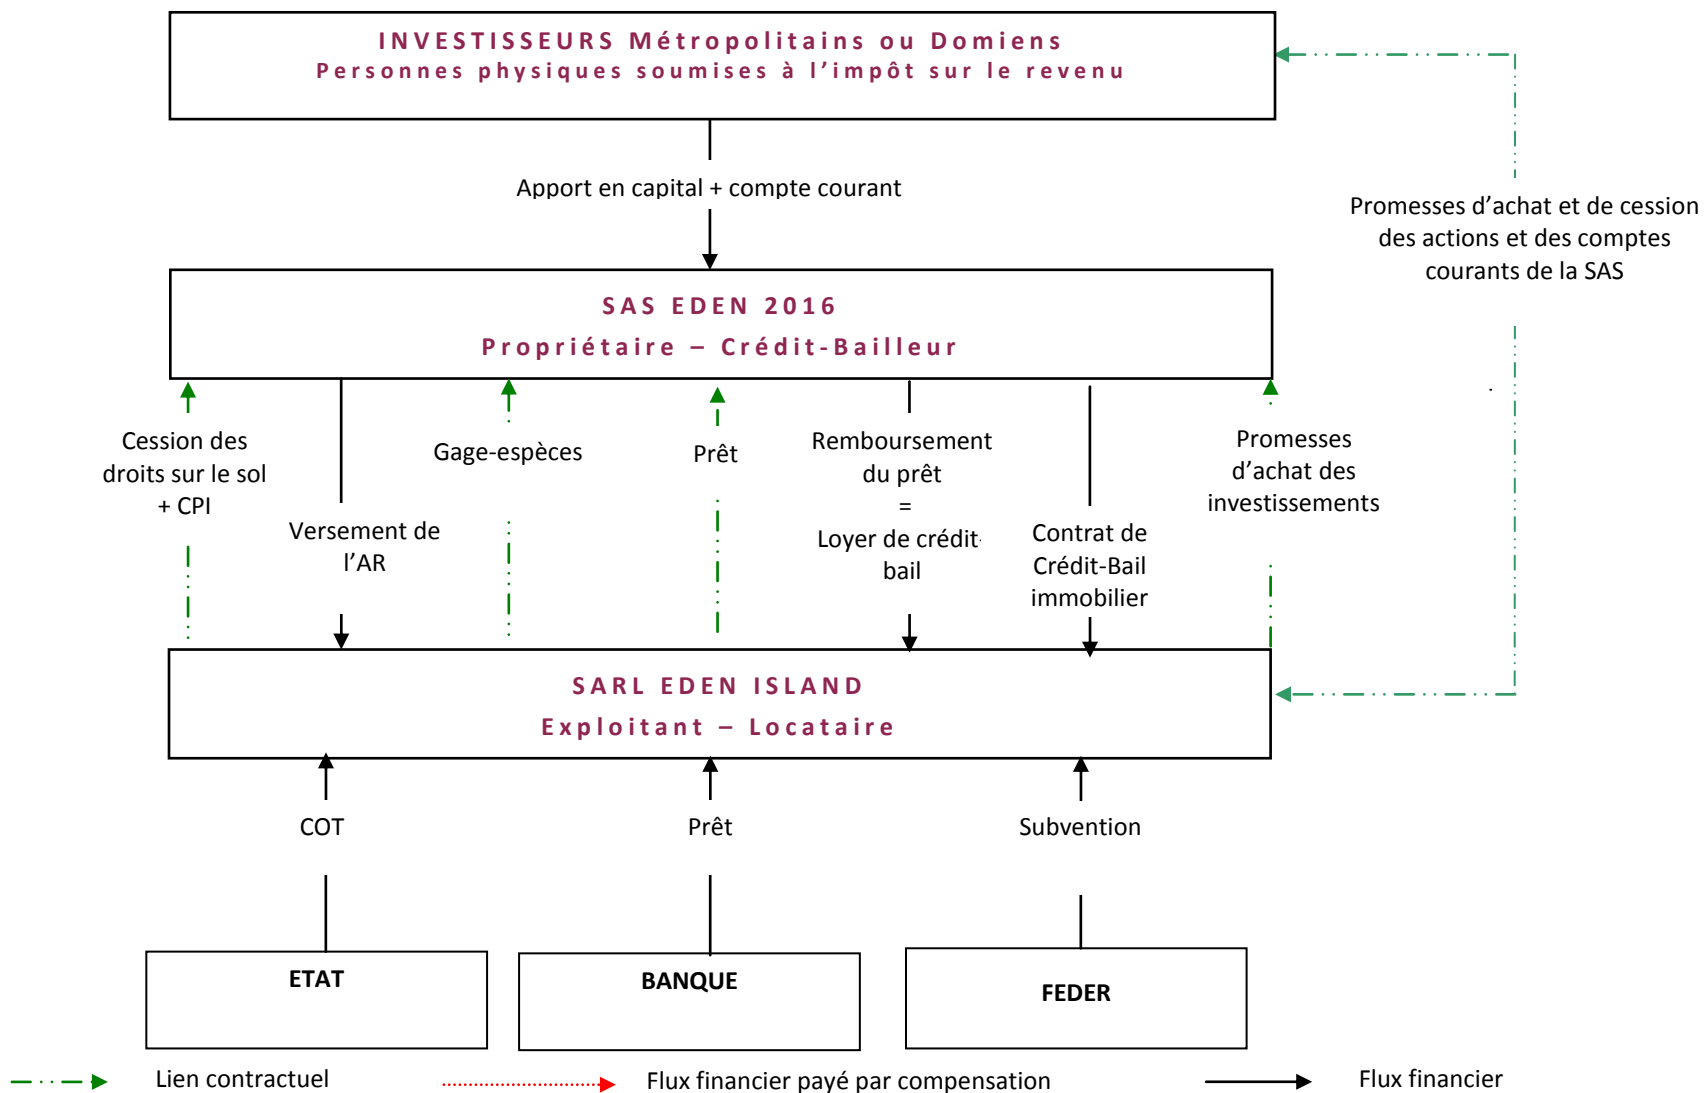 INVESTISSEURS Métropolitains ou Domiens
Personnes physiques soumises à l’impôt sur le revenu
Apport en capital + compte courant
Promesses d’achat et de cession
des actions et des comptes
courants de la SAS
SAS EDEN 2016
Propriétaire – Crédit-Bailleur
Cession des
droits sur le sol
+ CPI
Versement de
l’AR
Gage-espèces
Prêt
Remboursement
du prêt
=
Loyer de crédit-
bail
Contrat de
Crédit-Bail
immobilier
Promesses
d’achat des
investissements
SARL EDEN ISLAND
Exploitant – Locataire
COT
Prêt
Subvention
ETAT
BANQUE
FEDER
Lien contractuel
Flux financier payé par compensation
Flux financier